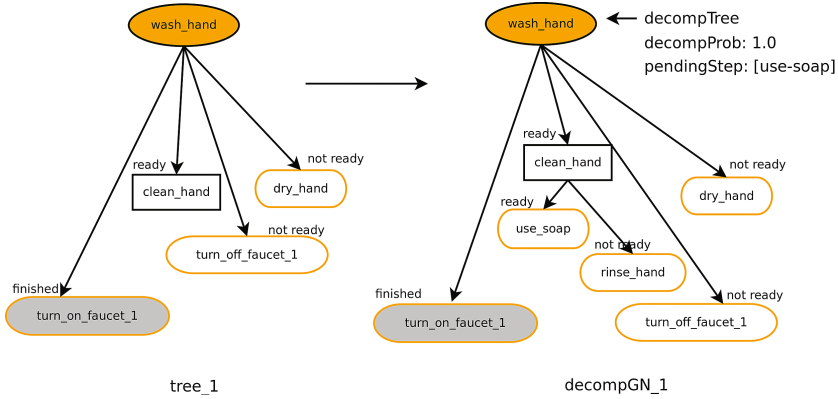 wash_hand
ready
clean_hand
not ready
dry_hand
not ready
turn_off_faucet_1
finished
turn_on_faucet_1
tree_1
wash_hand
decompTree
decompProb: 1.0
pendingStep: [use-soap]
ready
clean_hand
not ready
dry_hand
ready
use_soap
not ready
rinse_hand
finished
turn_on_faucet_1
not ready
turn_off_faucet_1
decompGN_1